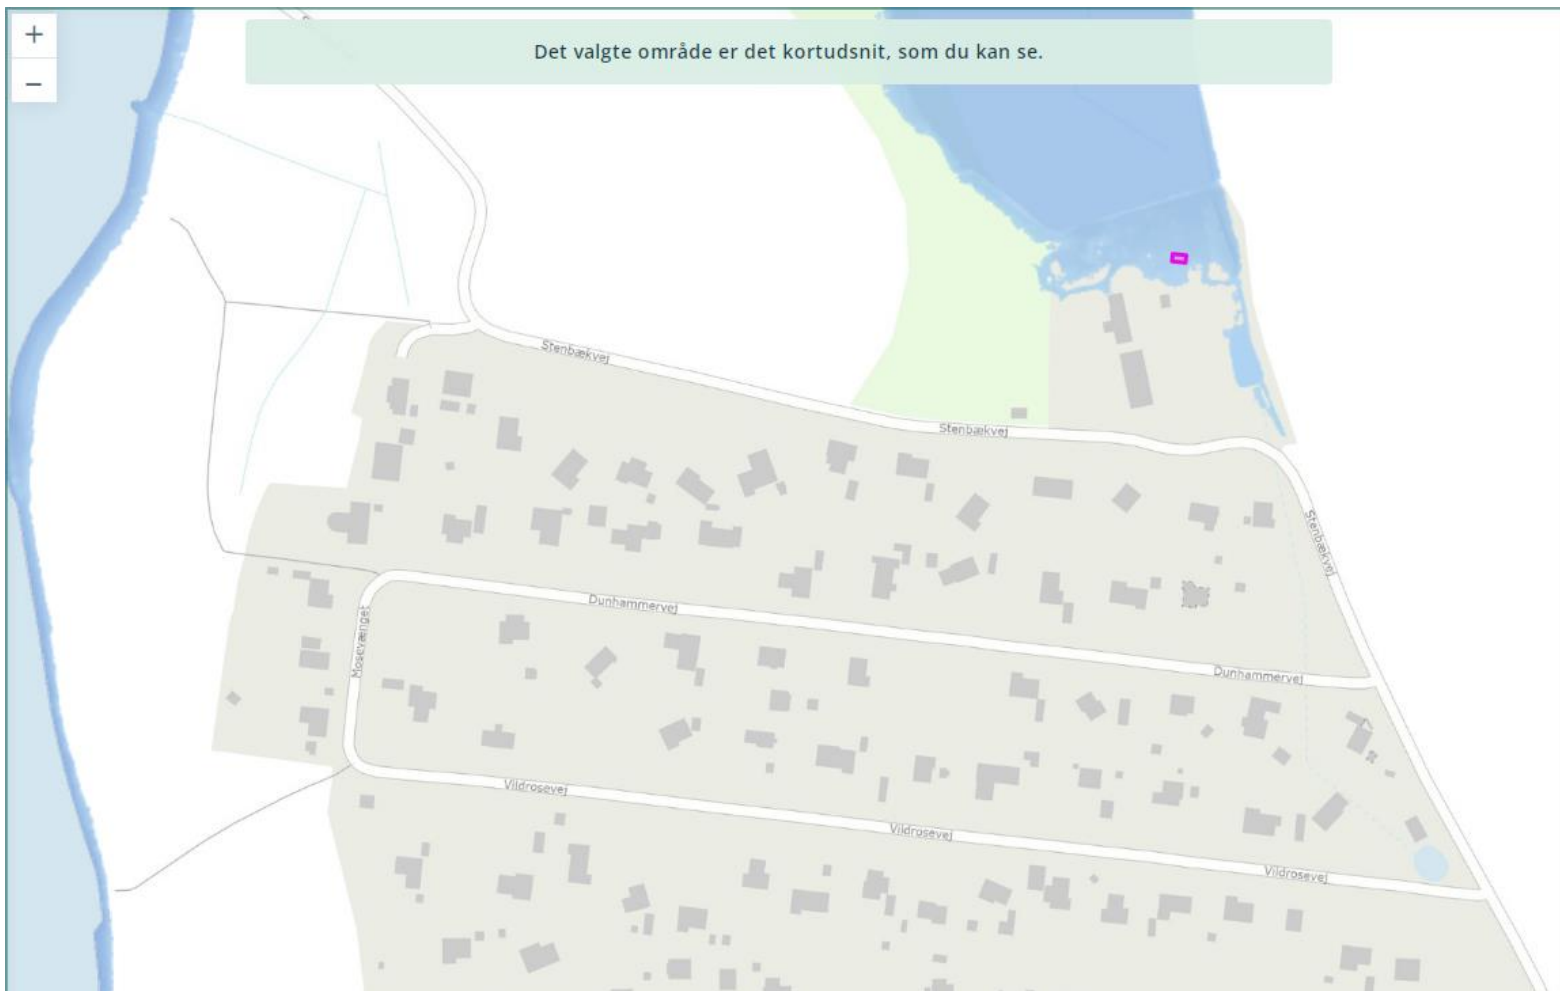 +
Det valgte område er det kortudsnit, som du kan se.
−
Stenbækvej
Stenbækvej
Stenbækvej
Dunhammervej
Mosevænget
Dunhammervej
Vildrosevej
Vildrosevej
Vildrosevej